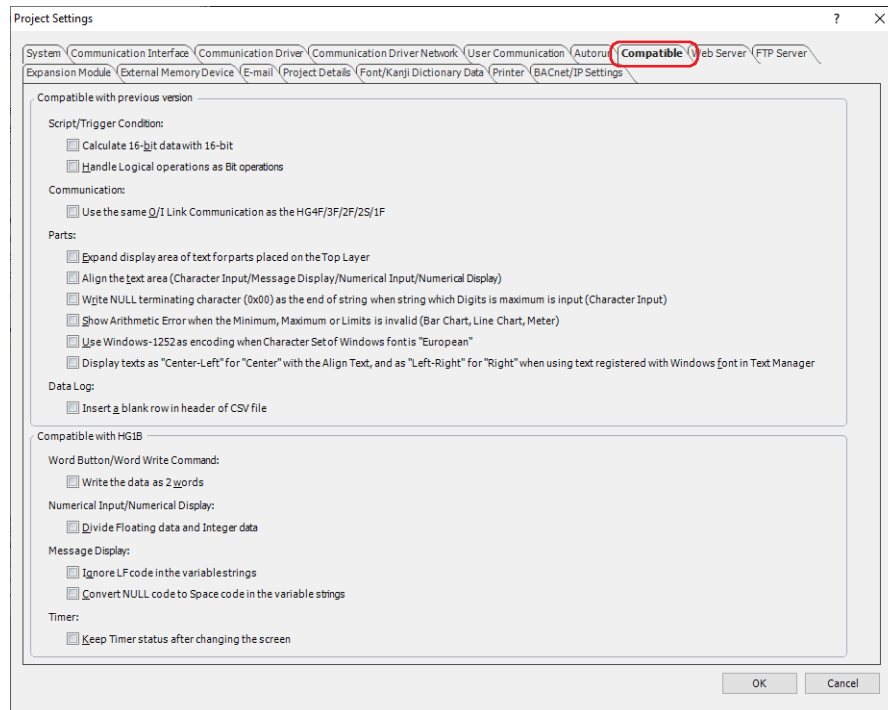 Project Settings ? ✕
System Communication Interface Communication Driver Communication Driver Network User Communication Autorun Compatible Web Server FTP Server
Expansion Module External Memory Device E-mail Project Details Font/Kanji Dictionary Data Printer BACnet/IP Settings
Compatible with previous version
Script/Trigger Condition:
Calculate 16-bit data with 16-bit
Handle Logical operations as Bit operations
Communication:
Use the same O/I Link Communication as the HG4F/3F/2F/2S/1F
Parts:
Expand display area of text for parts placed on the Top Layer
Align the text area (Character Input/Message Display/Numerical Input/Numerical Display)
Write NULL terminating character (0x00) as the end of string when string which Digits is maximum is input (Character Input)
Show Arithmetic Error when the Minimum, Maximum or Limits is invalid (Bar Chart, Line Chart, Meter)
Use Windows-1252 as encoding when Character Set of Windows font is "European"
Display texts as "Center-Left" for "Center" with the Align Text, and as "Left-Right" for "Right" when using text registered with Windows font in Text Manager
Data Log:
Insert a blank row in header of CSV file
Compatible with HG1B
Word Button/Word Write Command:
Write the data as 2 words
Numerical Input/Numerical Display:
Divide Floating data and Integer data
Message Display:
Ignore LF code in the variable strings
Convert NULL code to Space code in the variable strings
Timer:
Keep Timer status after changing the screen
OK Cancel